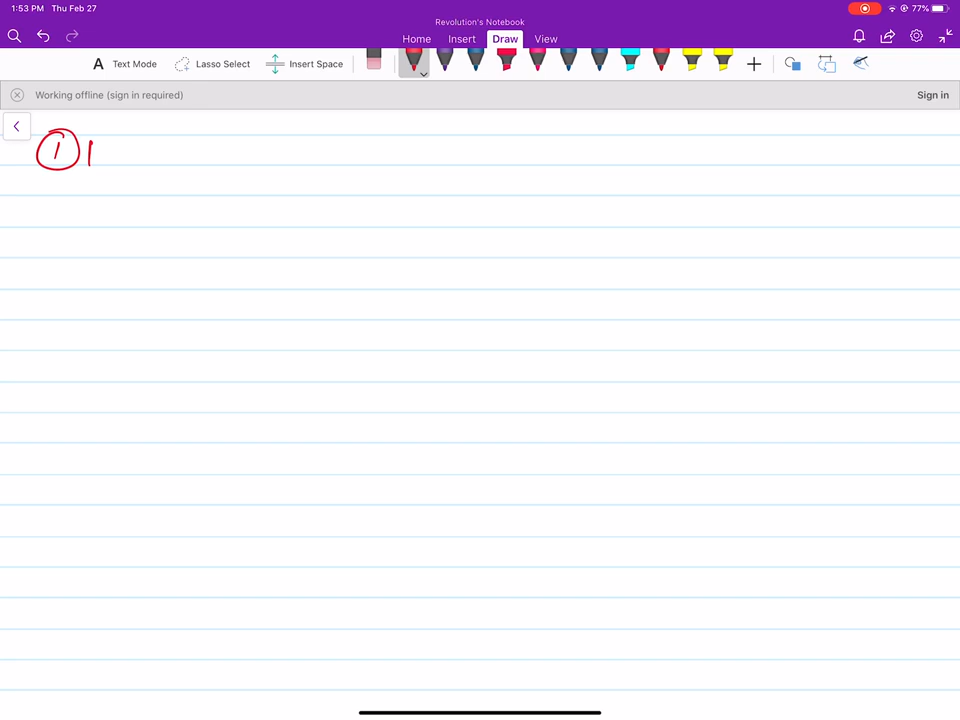 1:53 PM Thu Feb 27
77%
Revolution's Notebook
Home Insert Draw View
A Text Mode Lasso Select Insert Space
Working offline (sign in required) Sign in
① |